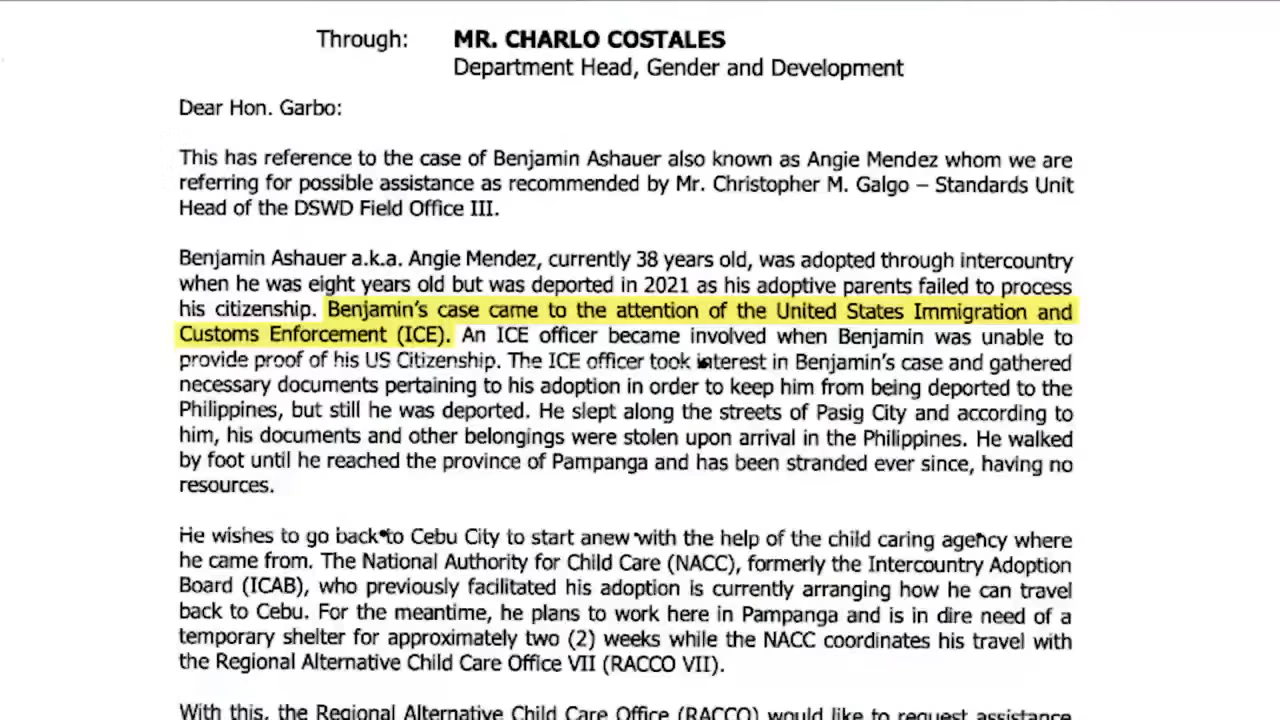 Through: MR. CHARLO COSTALES
Department Head, Gender and Development
Dear Hon. Garbo:
This has reference to the case of Benjamin Ashauer also known as Angie Mendez whom we are
referring for possible assistance as recommended by Mr. Christopher M. Galgo – Standards Unit
Head of the DSWD Field Office III.
Benjamin Ashauer a.k.a. Angie Mendez, currently 38 years old, was adopted through intercountry
when he was eight years old but was deported in 2021 as his adoptive parents failed to process
his citizenship. Benjamin's case came to the attention of the United States Immigration and
Customs Enforcement (ICE). An ICE officer became involved when Benjamin was unable to
provide proof of his US Citizenship. The ICE officer took interest in Benjamin's case and gathered
necessary documents pertaining to his adoption in order to keep him from being deported to the
Philippines, but still he was deported. He slept along the streets of Pasig City and according to
him, his documents and other belongings were stolen upon arrival in the Philippines. He walked
by foot until he reached the province of Pampanga and has been stranded ever since, having no
resources.
He wishes to go back to Cebu City to start anew with the help of the child caring agency where
he came from. The National Authority for Child Care (NACC), formerly the Intercountry Adoption
Board (ICAB), who previously facilitated his adoption is currently arranging how he can travel
back to Cebu. For the meantime, he plans to work here in Pampanga and is in dire need of a
temporary shelter for approximately two (2) weeks while the NACC coordinates his travel with
the Regional Alternative Child Care Office VII (RACCO VII).
With this, the Regional Alternative Child Care Office (RACCO) would like to request assistance